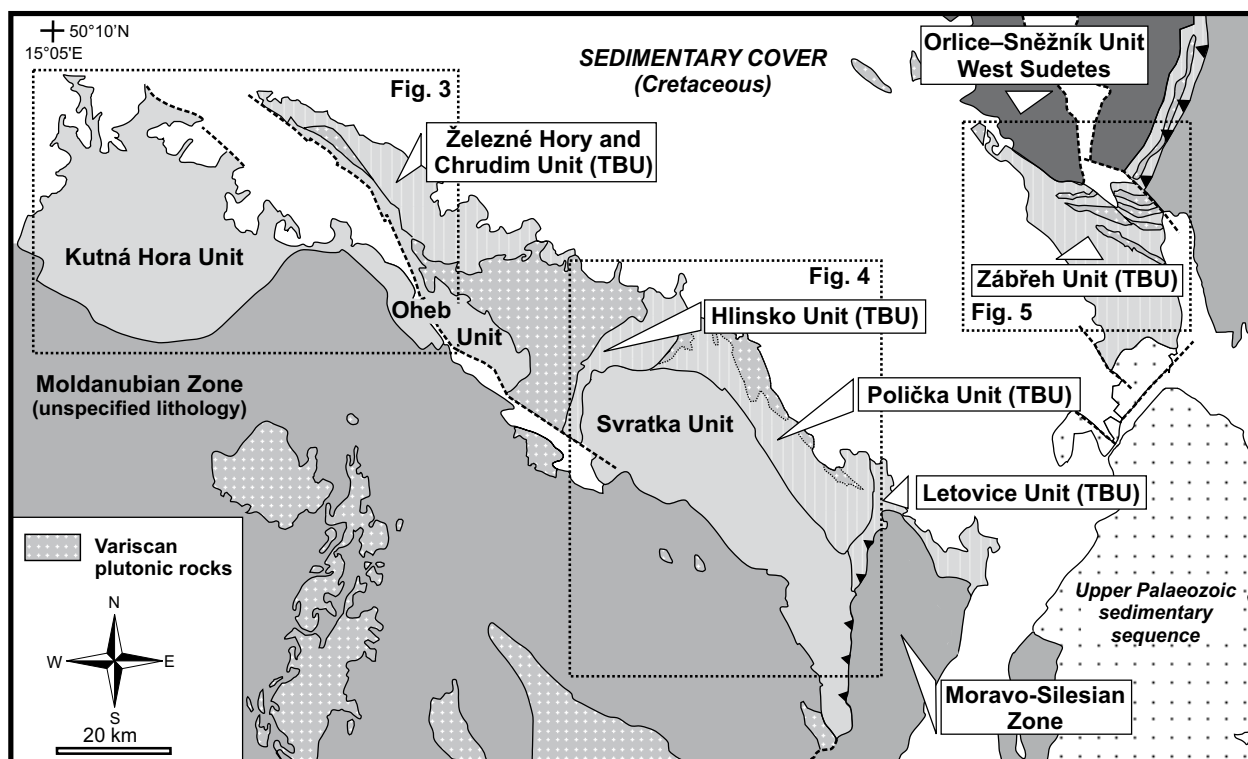 50°10'N
15°05'E
SEDIMENTARY COVER
(Cretaceous)
Orlice–Sněžník Unit
West Sudetes
Fig. 3
Železné Hory and
Chrudim Unit (TBU)
Kutná Hora Unit
Zábřeh Unit (TBU)
Fig. 5
Fig. 4
Oheb
Unit
Hlinsko Unit (TBU)
Moldanubian Zone
(unspecified lithology)
Polička Unit (TBU)
Svratka Unit
Letovice Unit (TBU)
Variscan
plutonic rocks
Upper Palaeozoic
sedimentary
sequence
N
W
E
S
20 km
Moravo-Silesian
Zone